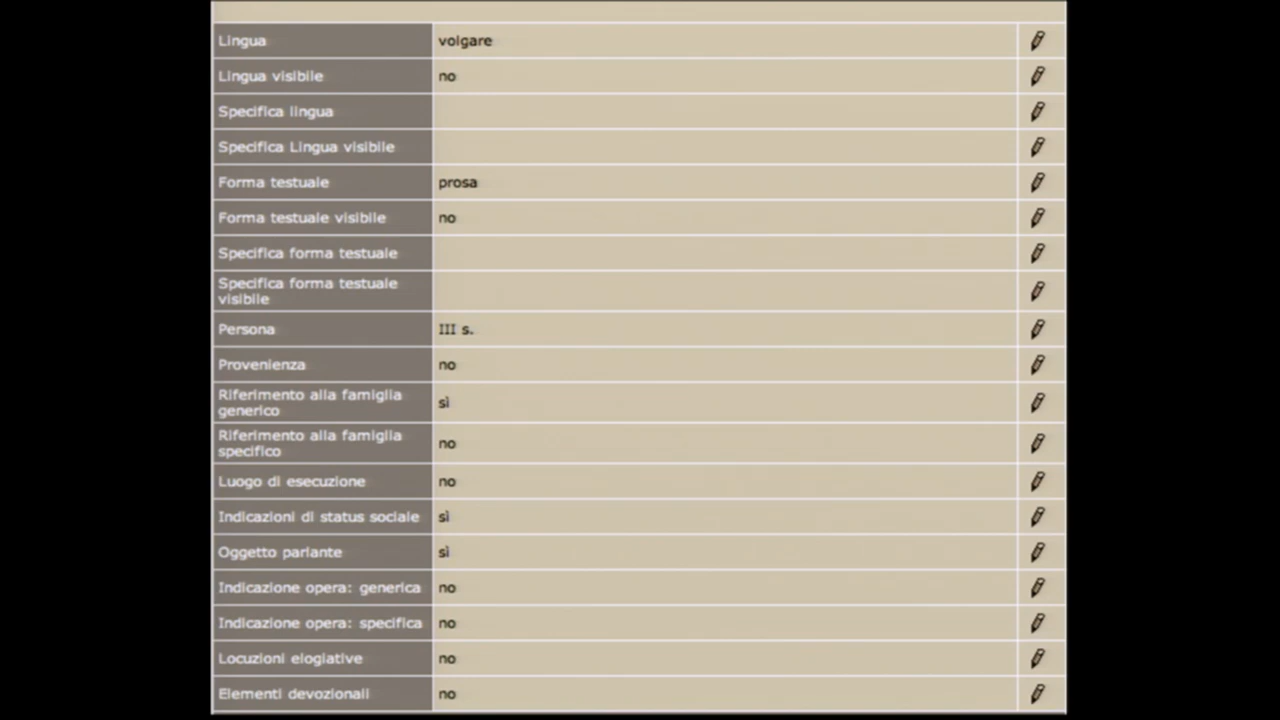 Lingua volgare
Lingua visibile no
Specifica lingua
Specifica Lingua visibile
Forma testuale prosa
Forma testuale visibile no
Specifica forma testuale
Specifica forma testuale
visibile
Persona III s.
Provenienza no
Riferimento alla famiglia
generico sì
Riferimento alla famiglia
specifico no
Luogo di esecuzione no
Indicazioni di status sociale sì
Oggetto parlante sì
Indicazione opera: generica no
Indicazione opera: specifica no
Locuzioni elogiative no
Elementi devozionali no